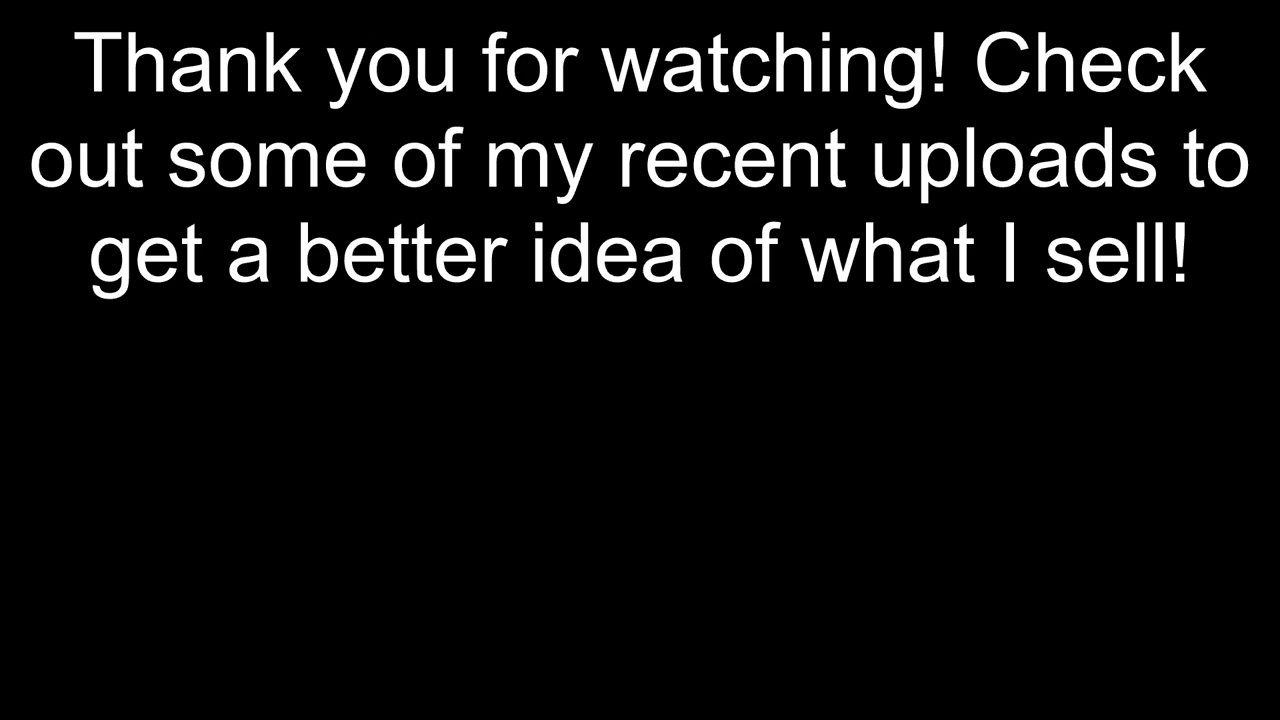 Thank you for watching! Check
out some of my recent uploads to
get a better idea of what I sell!